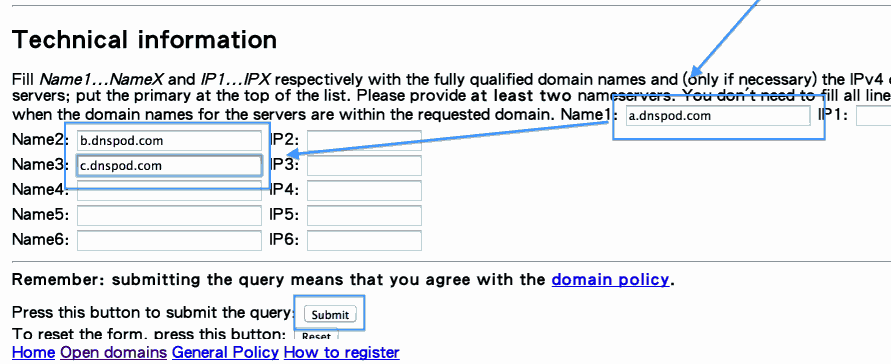 Technical information
Fill Name1...NameX and IP1...IPX respectively with the fully qualified domain names and (only if necessary) the IPv4
servers; put the primary at the top of the list. Please provide at least two nameservers. You don't need to fill all line
when the domain names for the servers are within the requested domain. Name1: a.dnspod.com IP1:
Name2: b.dnspod.com IP2:
Name3: c.dnspod.com IP3:
Name4: IP4:
Name5: IP5:
Name6: IP6:
Remember: submitting the query means that you agree with the domain policy.
Press this button to submit the query: Submit
To reset the form, press this button: Reset
Home Open domains General Policy How to register